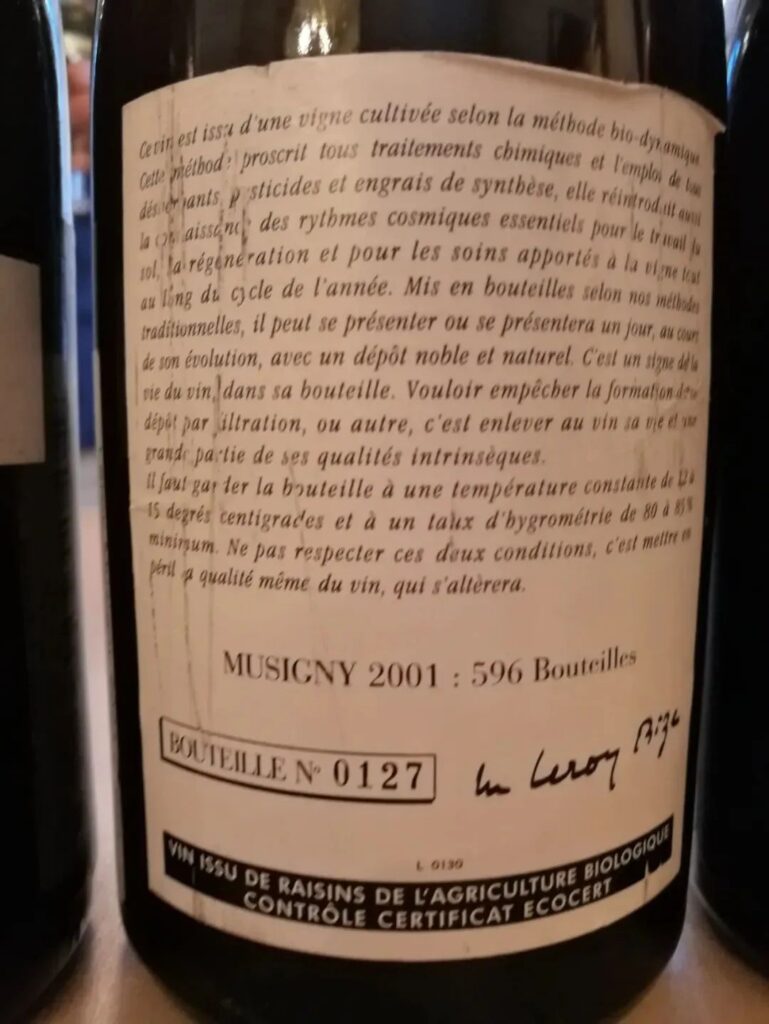 Ce vin est issu d'une vigne cultivée selon la méthode bio-dynamique
Cette méthode proscrit tous traitements chimiques et l'emploi de tous
désherbants, pesticides et engrais de synthèse, elle réintroduit aussi
la connaissance des rythmes cosmiques essentiels pour le travail du
sol, la régénération et pour les soins apportés à la vigne tout
au long du cycle de l'année. Mis en bouteilles selon nos méthodes
traditionnelles, il peut se présenter ou se présentera un jour, au cours
de son évolution, avec un dépôt noble et naturel. C'est un signe de la
vie du vin, dans sa bouteille. Vouloir empêcher la formation de ce
dépôt par filtration, ou autre, c'est enlever au vin sa vie et une
grande partie de ses qualités intrinsèques.
Il faut garder la bouteille à une température constante de 12 à
15 degrés centigrades et à un taux d'hygrométrie de 80 à 85%
minimum. Ne pas respecter ces deux conditions, c'est mettre en
péril la qualité même du vin, qui s'altèrera.
MUSIGNY 2001 : 596 Bouteilles
BOUTEILLE N° 0127
Leroy Bize
L 0130
VIN ISSU DE RAISINS DE L'AGRICULTURE BIOLOGIQUE
CONTRÔLE CERTIFICAT ECOCERT